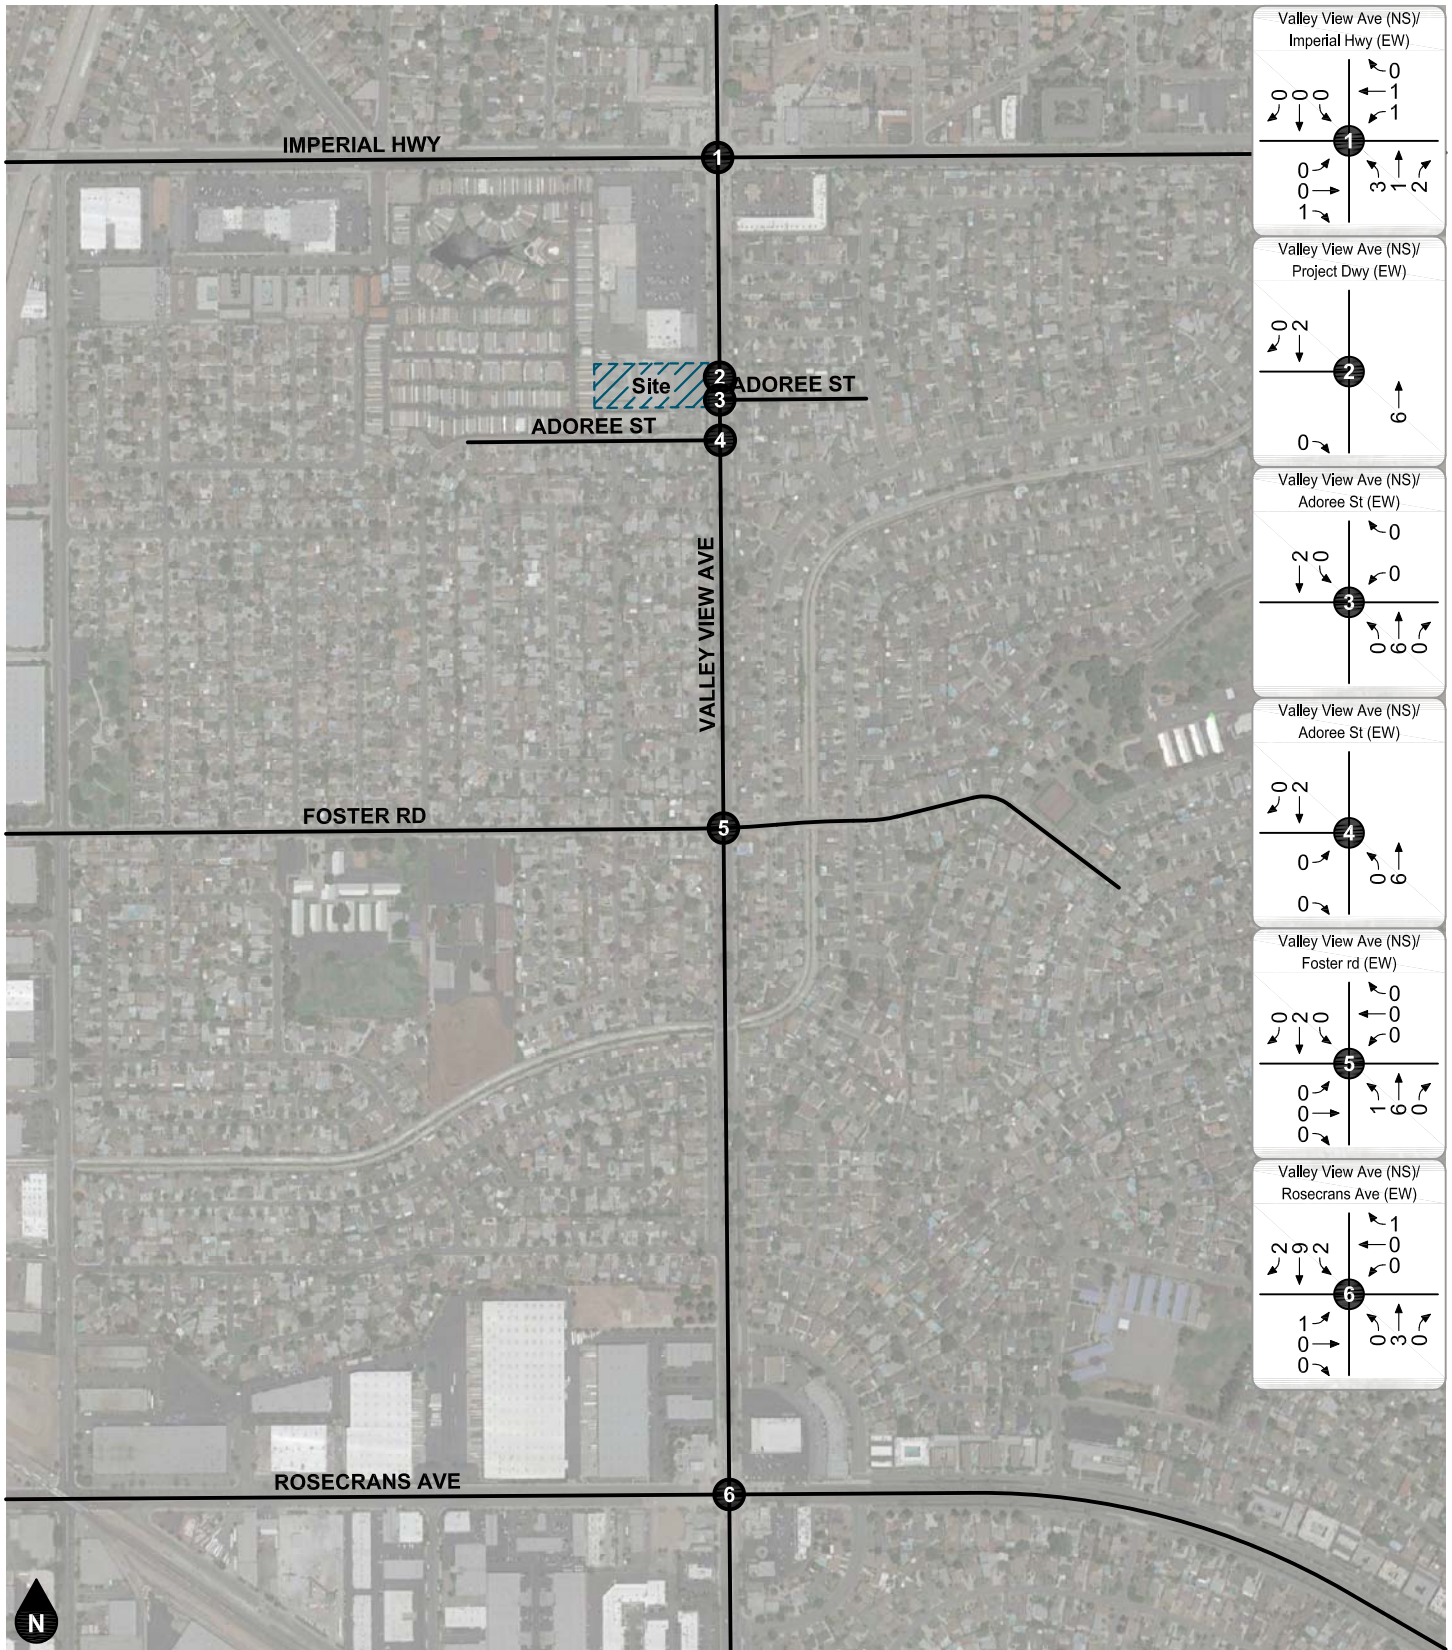 IMPERIAL HWY
1
Site
2
ADOREE ST
3
ADOREE ST
4
VALLEY VIEW AVE
FOSTER RD
5
ROSECRANS AVE
6
N
Valley View Ave (NS)/
Imperial Hwy (EW)
0 0 0
0
1
1
1
0
0
1
3 1 2
Valley View Ave (NS)/
Project Dwy (EW)
0 2
2
0
6
Valley View Ave (NS)/
Adoree St (EW)
2 0
0
0
3
0 6 0
Valley View Ave (NS)/
Adoree St (EW)
0 2
4
0
0
0 6
Valley View Ave (NS)/
Foster rd (EW)
0 2 0
0
0
0
5
0
0
0
1 6 0
Valley View Ave (NS)/
Rosecrans Ave (EW)
2 6 2
1
0
0
6
1
0
0
0 3 0